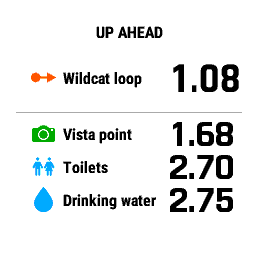 UP AHEAD
Wildcat loop 1.08
Vista point 1.68
Toilets 2.70
Drinking water 2.75